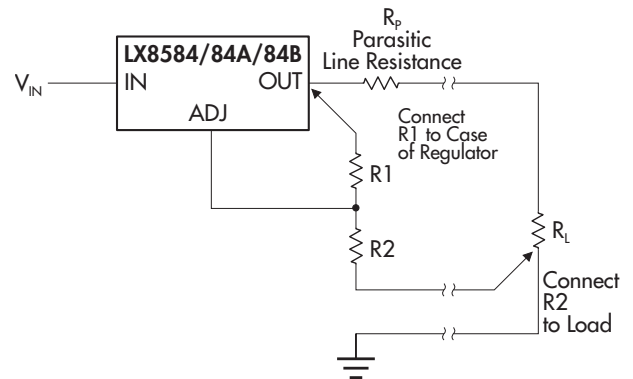 R_P
Parasitic
Line Resistance
LX8584/84A/84B
V_IN
IN
OUT
ADJ
Connect
R1 to Case
of Regulator
R1
R2
R_L
Connect
R2
to Load